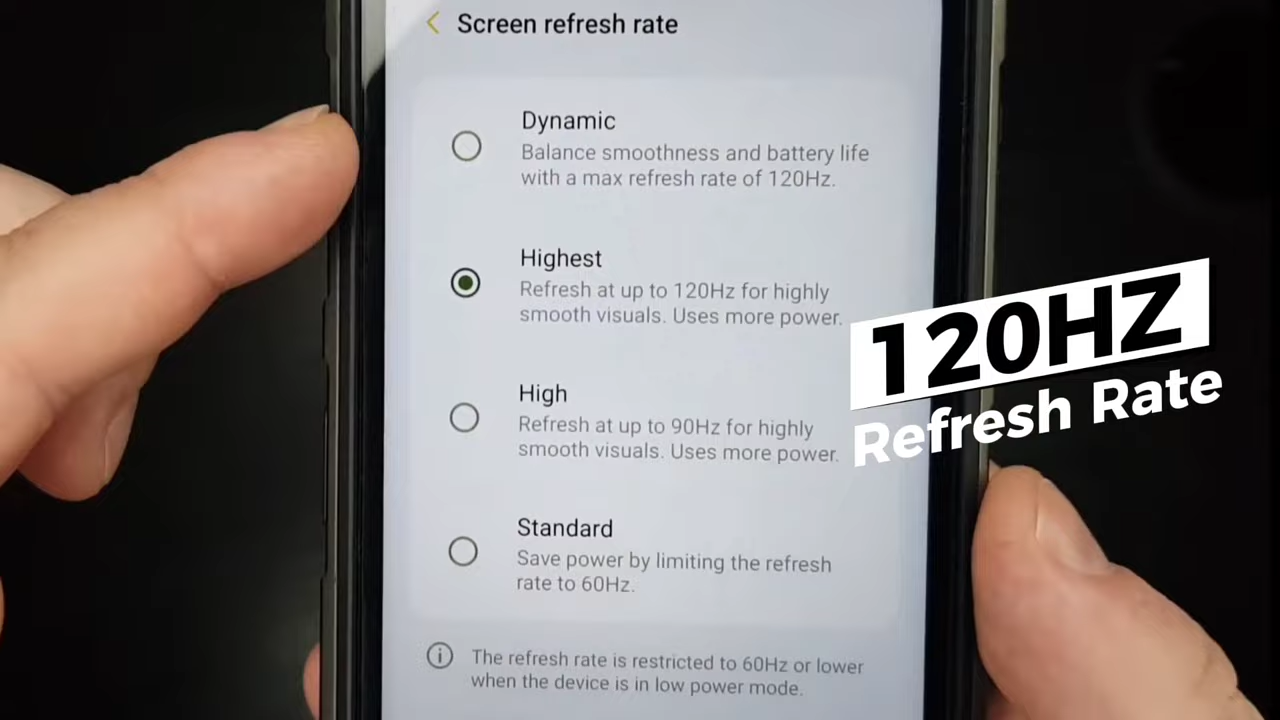 Screen refresh rate
Dynamic
Balance smoothness and battery life
with a max refresh rate of 120Hz.
Highest
Refresh at up to 120Hz for highly
smooth visuals. Uses more power.
High
Refresh at up to 90Hz for highly
smooth visuals. Uses more power.
Standard
Save power by limiting the refresh
rate to 60Hz.
The refresh rate is restricted to 60Hz or lower
when the device is in low power mode.
120HZ
Refresh Rate